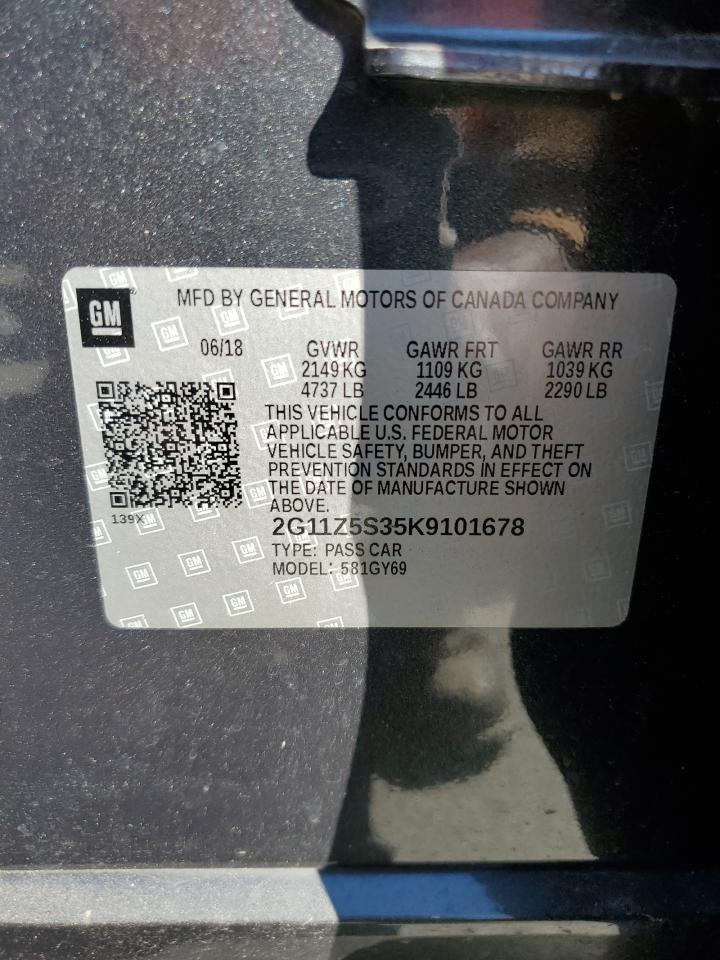 GM
MFD BY GENERAL MOTORS OF CANADA COMPANY
06/18 GVWR GAWR FRT GAWR RR
2149 KG 1109 KG 1039 KG
4737 LB 2446 LB 2290 LB
THIS VEHICLE CONFORMS TO ALL
APPLICABLE U.S. FEDERAL MOTOR
VEHICLE SAFETY, BUMPER, AND THEFT
PREVENTION STANDARDS IN EFFECT ON
THE DATE OF MANUFACTURE SHOWN
ABOVE.
139X
2G11Z5S35K9101678
TYPE: PASS CAR
MODEL: 581GY69